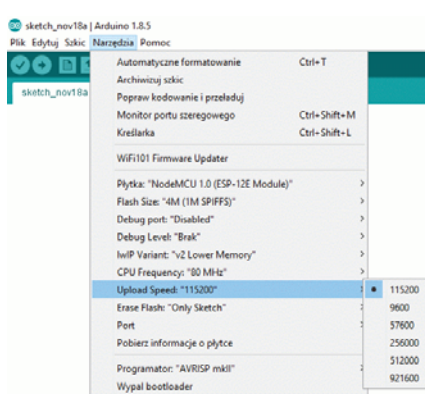 sketch_nov18a | Arduino 1.8.5
Plik Edytuj Szkic Narzędzia Pomoc
sketch_nov18a
Automatyczne formatowanie Ctrl+T
Archiwizuj szkic
Popraw kodowanie i przeładuj
Monitor portu szeregowego Ctrl+Shift+M
Kreślarka Ctrl+Shift+L
WiFi101 Firmware Updater
Płytka: "NodeMCU 1.0 (ESP-12E Module)"
Flash Size: "4M (1M SPIFFS)"
Debug port: "Disabled"
Debug Level: "Brak"
lwIP Variant: "v2 Lower Memory"
CPU Frequency: "80 MHz"
Upload Speed: "115200"
Erase Flash: "Only Sketch"
Port
Pobierz informacje o płytce
Programator: "AVRISP mkII"
Wypal bootloader
115200
9600
57600
256000
512000
921600